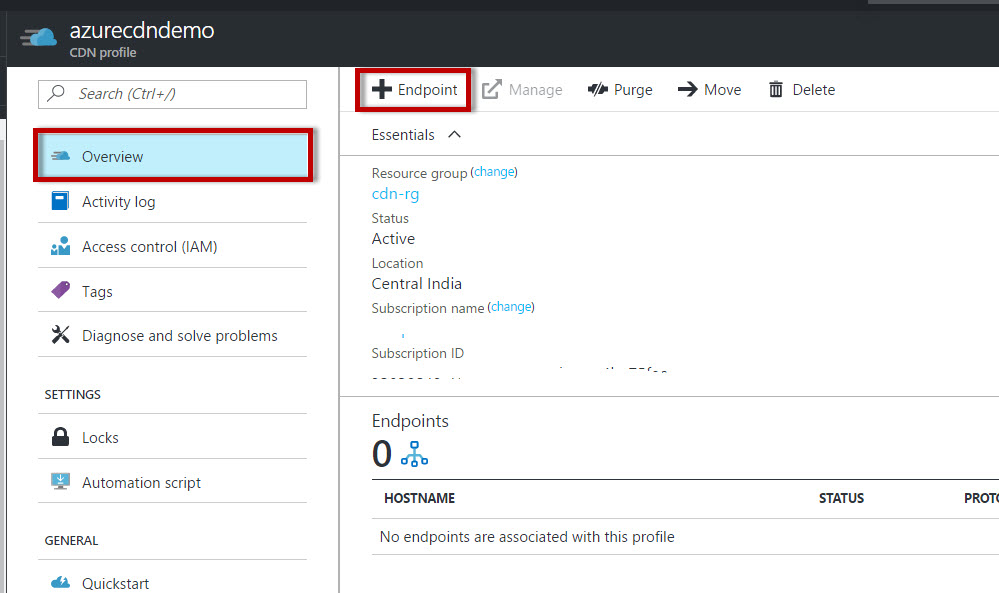 azurecdndemo
CDN profile
Search (Ctrl+/)
Overview
Activity log
Access control (IAM)
Tags
Diagnose and solve problems
SETTINGS
Locks
Automation script
GENERAL
Quickstart
Endpoint Manage Purge Move Delete
Essentials
Resource group (change)
cdn-rg
Status
Active
Location
Central India
Subscription name (change)
Subscription ID
Endpoints
0
HOSTNAME STATUS PROTO
No endpoints are associated with this profile